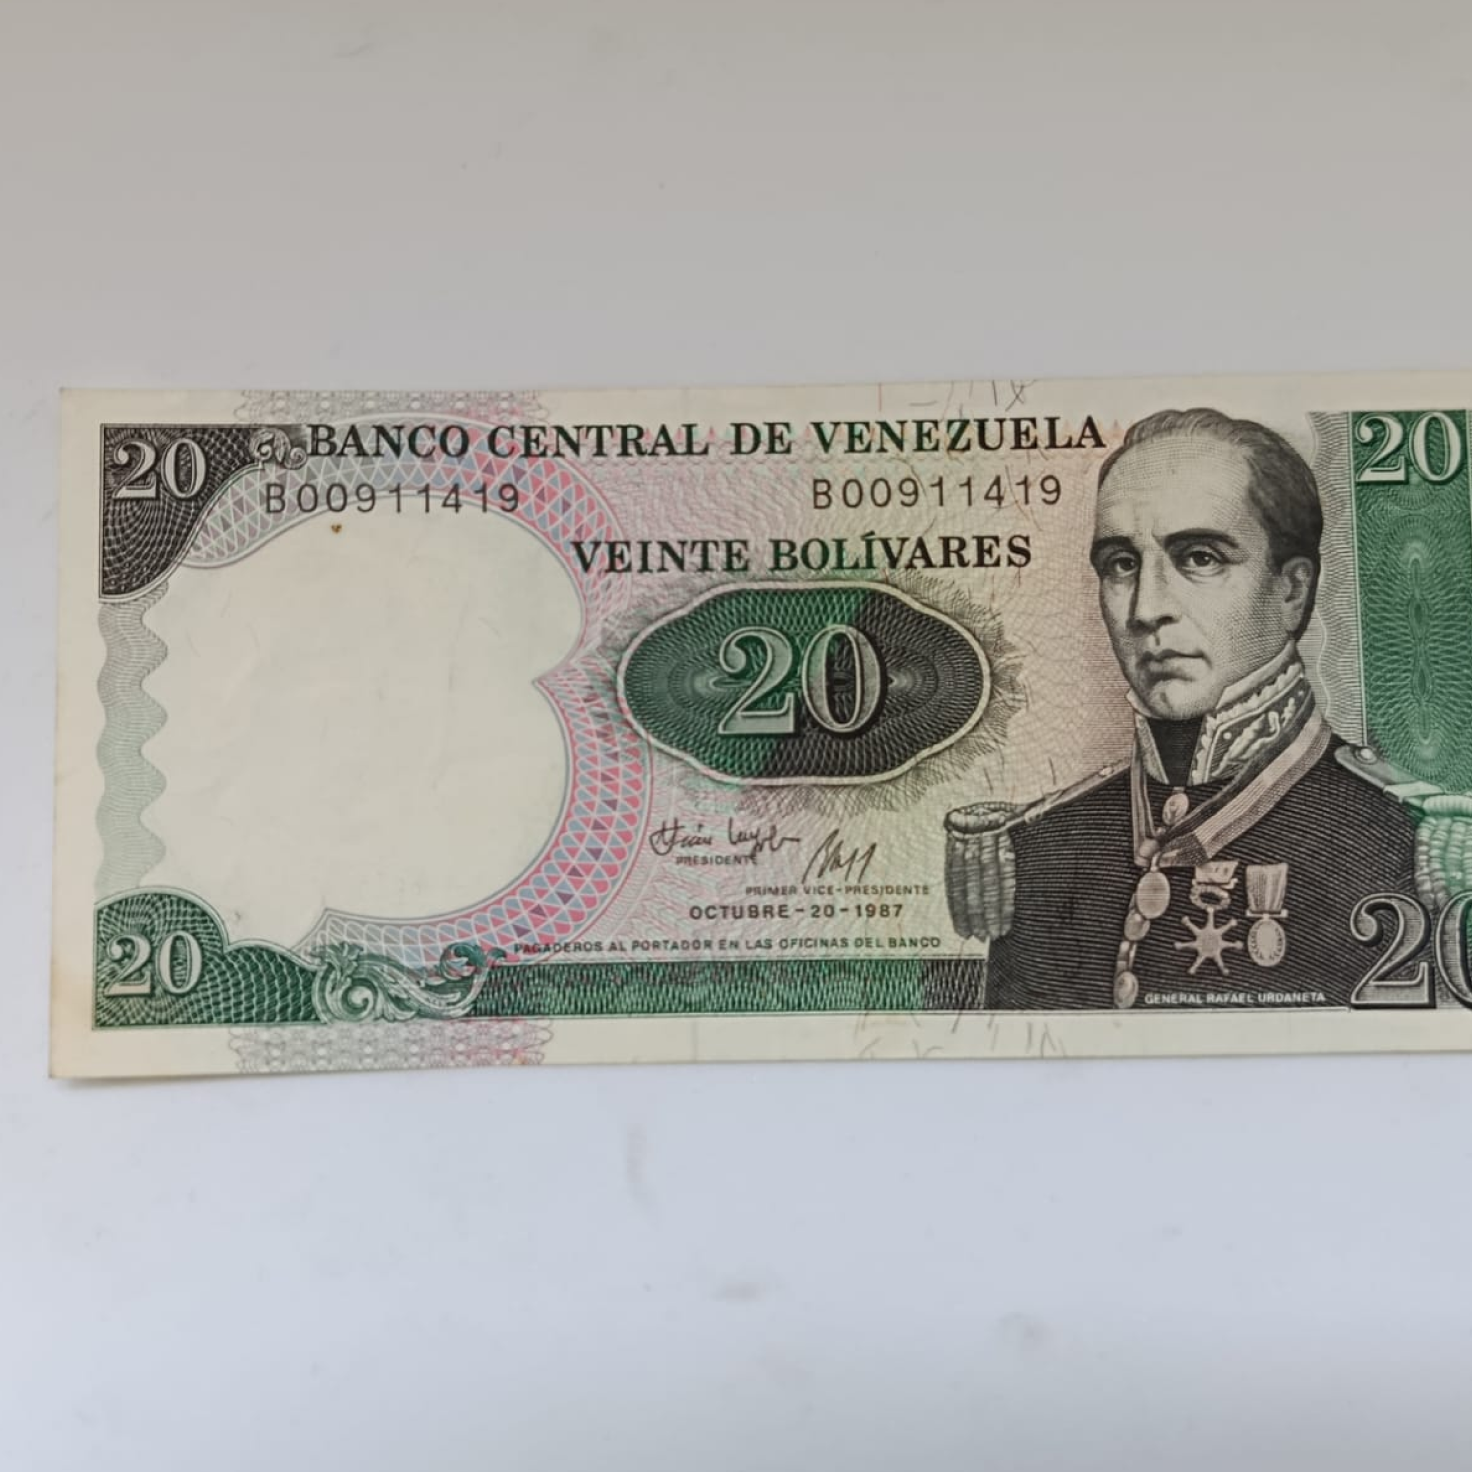 20 BANCO CENTRAL DE VENEZUELA 20
B00911419 B00911419
VEINTE BOLÍVARES
20
PRESIDENTE
PRIMER VICE-PRESIDENTE
OCTUBRE-20-1987
PAGADEROS AL PORTADOR EN LAS OFICINAS DEL BANCO
20
GENERAL RAFAEL URDANETA
20